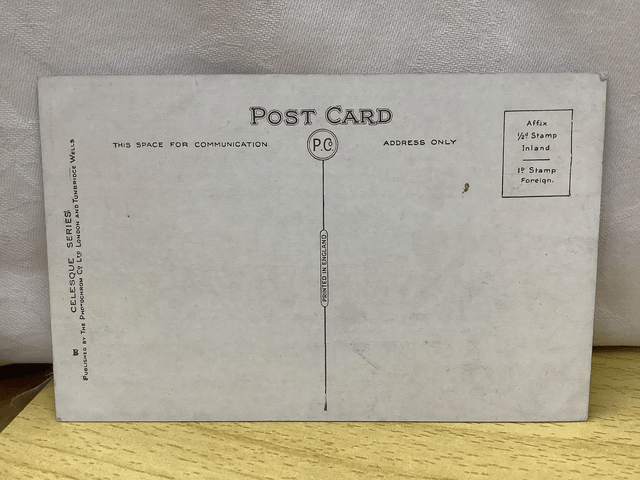 POST CARD
THIS SPACE FOR COMMUNICATION
P.Co
ADDRESS ONLY
Affix
½d Stamp
Inland
1d Stamp
Foreign.
PRINTED IN ENGLAND
CELESQUE SERIES
PUBLISHED BY THE PHOTOCHROM CO LTD LONDON AND TUNBRIDGE WELLS